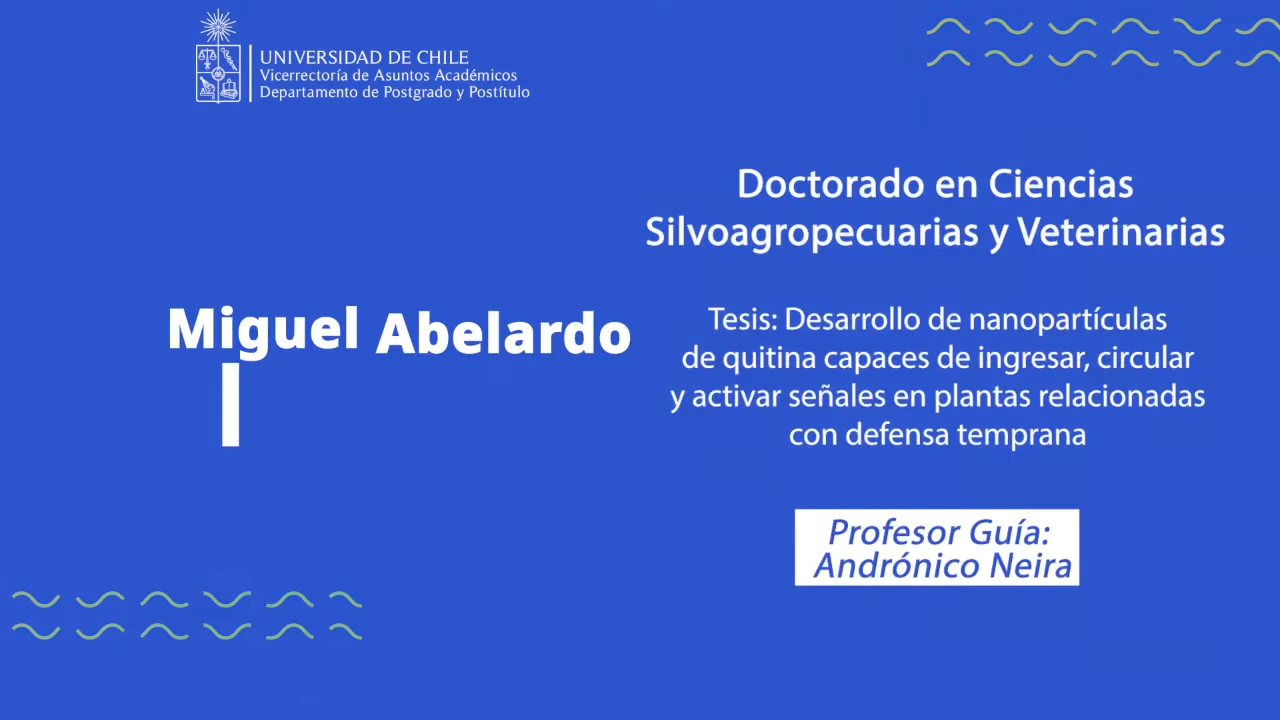 UNIVERSIDAD DE CHILE
Vicerrectoría de Asuntos Académicos
Departamento de Postgrado y Postítulo
Doctorado en Ciencias
Silvoagropecuarias y Veterinarias
Miguel Abelardo
Tesis: Desarrollo de nanopartículas
de quitina capaces de ingresar, circular
y activar señales en plantas relacionadas
con defensa temprana
Profesor Guía:
Andrónico Neira